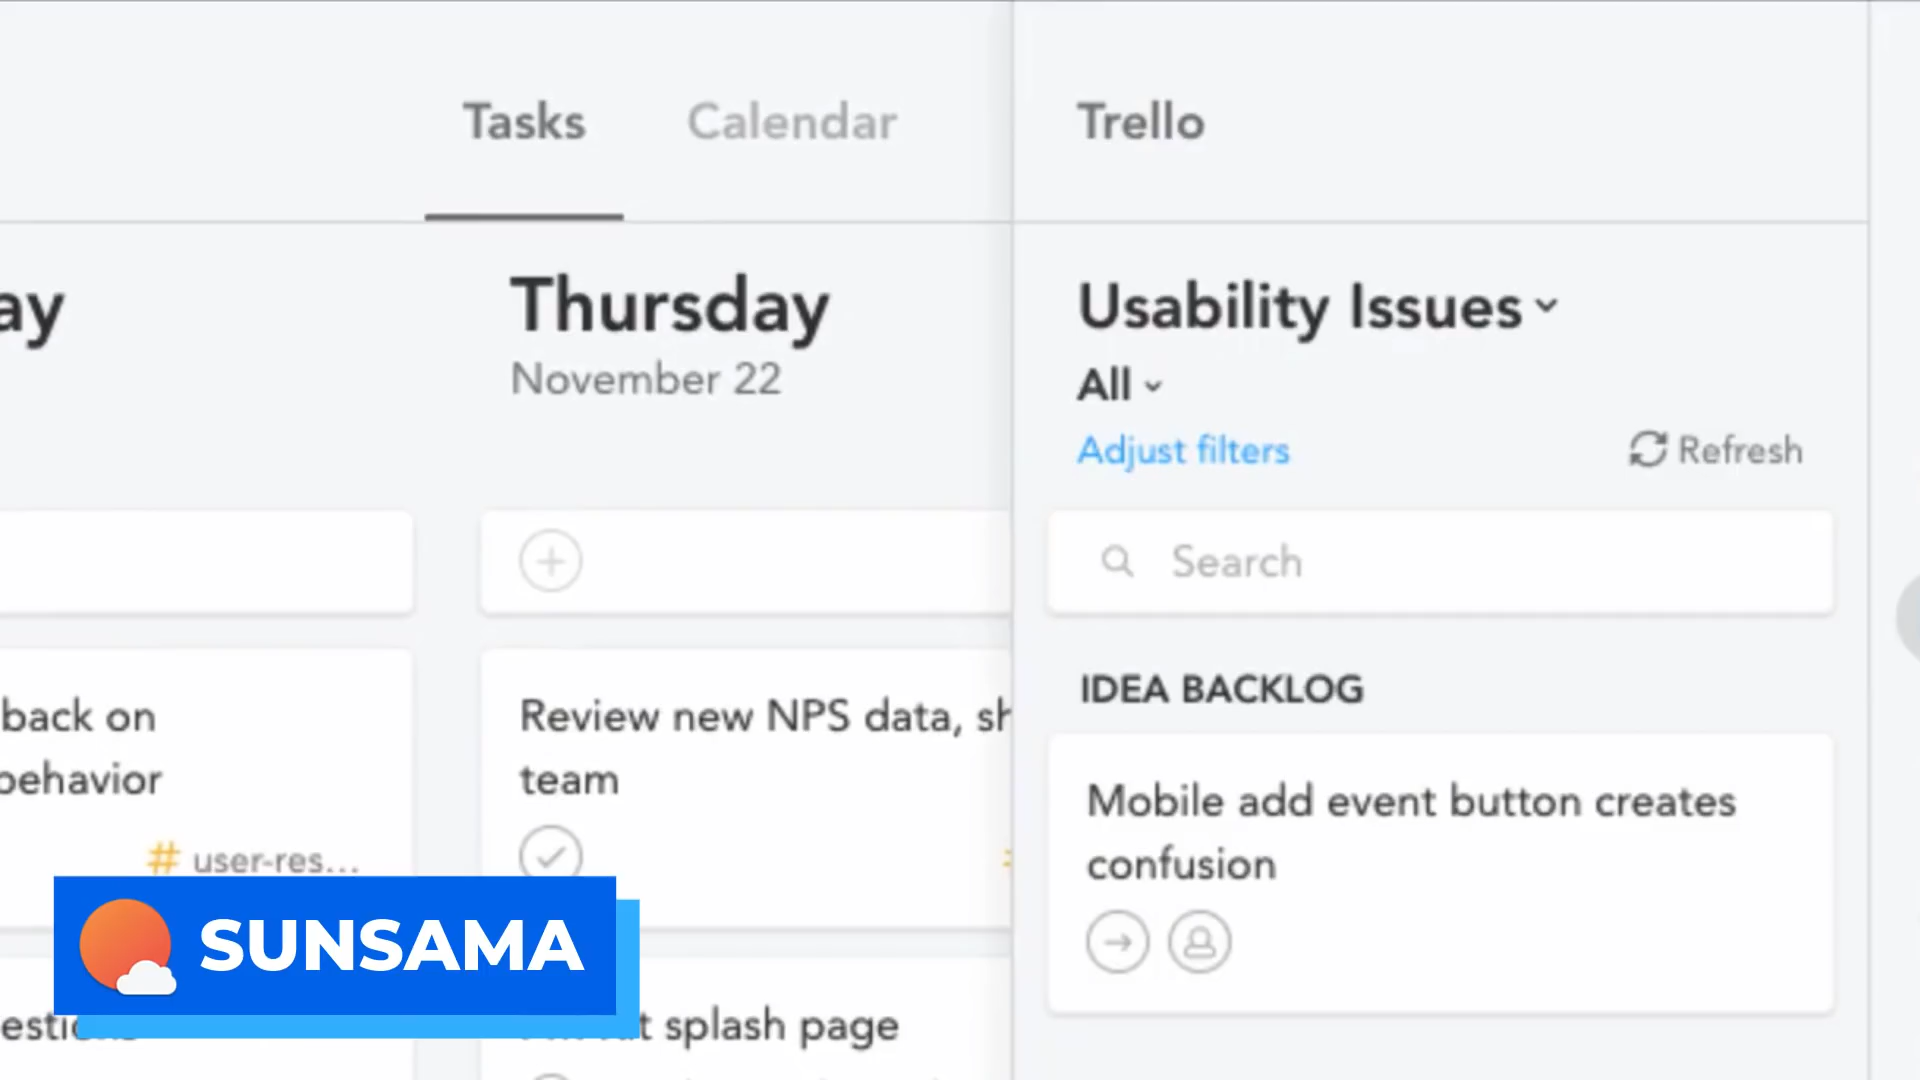 Tasks
Calendar
Trello
ay
Thursday
November 22
Usability Issues
All
Adjust filters
Refresh
Search
back on
behavior
# user-res...
Review new NPS data, sh
team
IDEA BACKLOG
Mobile add event button creates
confusion
SUNSAMA
splash page